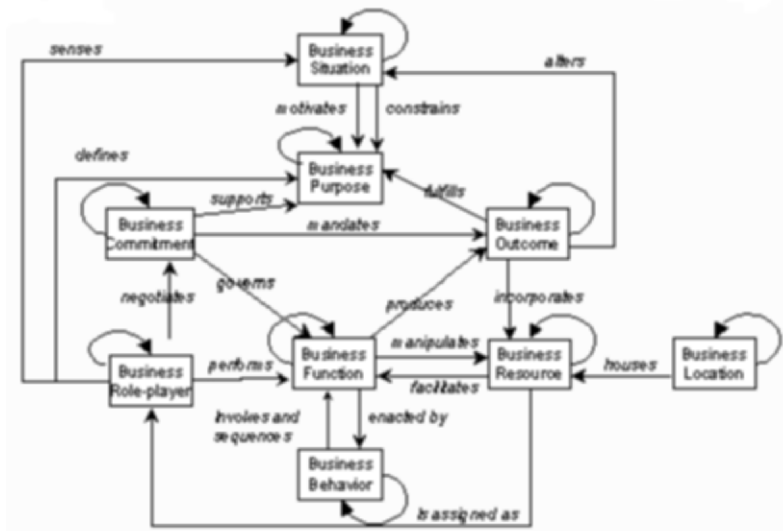 senses
Business
Situation
alters
motivates
constrains
defines
Business
Purpose
supports
fulfills
Business
Commitment
mandates
Business
Outcome
governs
negotiates
produces
incorporates
Business
Role-player
performs
Business
Function
manipulates
facilitates
Business
Resource
houses
Business
Location
Invokes and
sequences
enacted by
Business
Behavior
Is assigned as